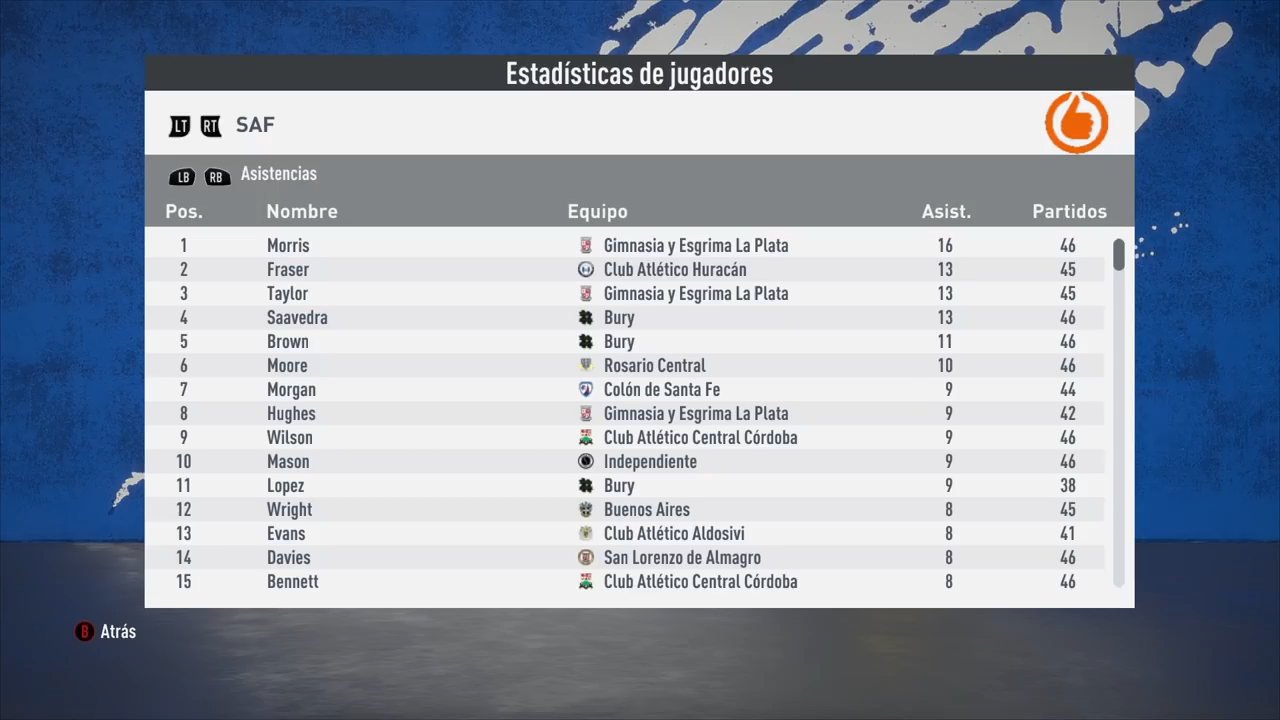 Estadísticas de jugadores
LT RT SAF
LB RB Asistencias
Pos. Nombre Equipo Asist. Partidos
1 Morris Gimnasia y Esgrima La Plata 16 46
2 Fraser Club Atlético Huracán 13 45
3 Taylor Gimnasia y Esgrima La Plata 13 45
4 Saavedra Bury 13 46
5 Brown Bury 11 46
6 Moore Rosario Central 10 46
7 Morgan Colón de Santa Fe 9 44
8 Hughes Gimnasia y Esgrima La Plata 9 42
9 Wilson Club Atlético Central Córdoba 9 46
10 Mason Independiente 9 46
11 Lopez Bury 9 38
12 Wright Buenos Aires 8 45
13 Evans Club Atlético Aldosivi 8 41
14 Davies San Lorenzo de Almagro 8 46
15 Bennett Club Atlético Central Córdoba 8 46
B Atrás